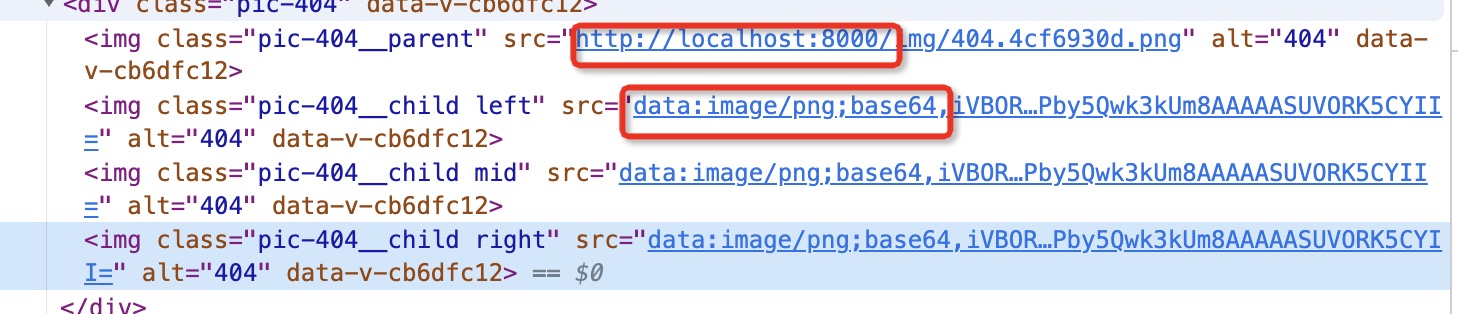 <div class="pic-404" data-v-cb6dfc12>
<img class="pic-404__parent" src="http://localhost:8000/img/404.4cf6930d.png" alt="404" data-
v-cb6dfc12>
<img class="pic-404__child left" src="data:image/png;base64,iVBOR…Pby5Qwk3kUm8AAAAASUVORK5CYII
=" alt="404" data-v-cb6dfc12>
<img class="pic-404__child mid" src="data:image/png;base64,iVBOR…Pby5Qwk3kUm8AAAAASUVORK5CYII
=" alt="404" data-v-cb6dfc12>
<img class="pic-404__child right" src="data:image/png;base64,iVBOR…Pby5Qwk3kUm8AAAAASUVORK5CYI
I=" alt="404" data-v-cb6dfc12> == $0
</div>